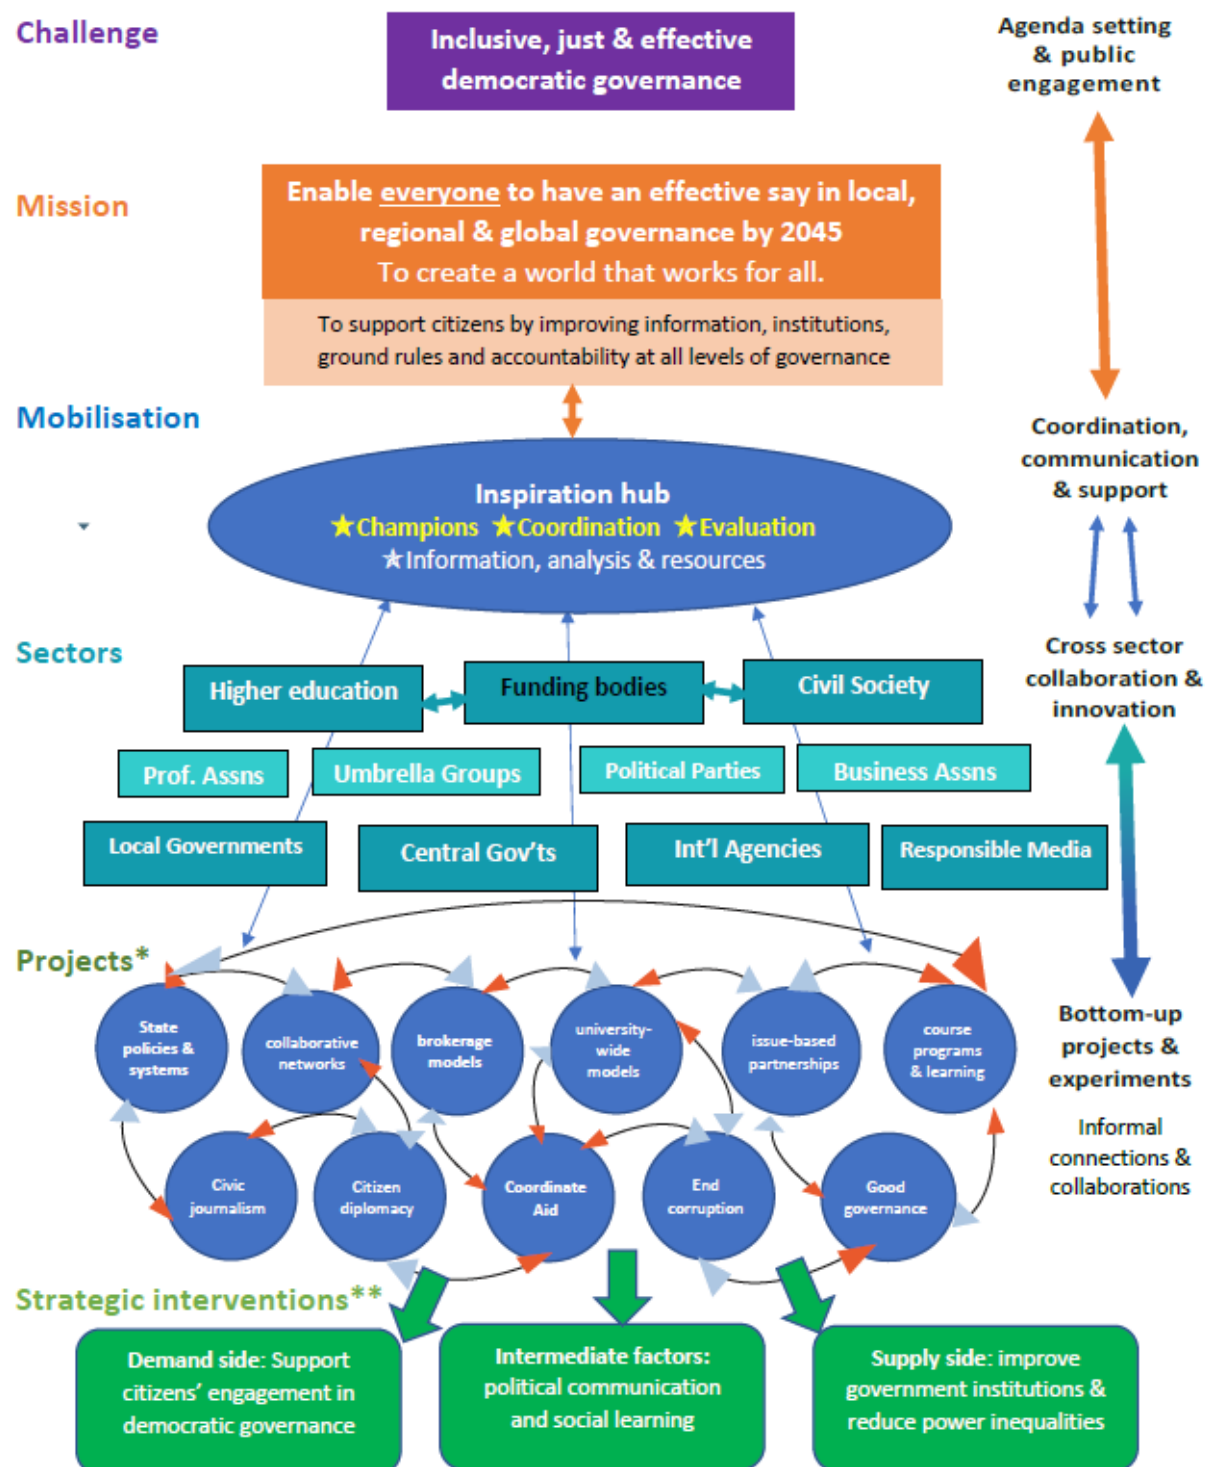 Challenge
Inclusive, just & effective
democratic governance
Agenda setting
& public
engagement
Mission
Enable everyone to have an effective say in local,
regional & global governance by 2045
To create a world that works for all.
To support citizens by improving information, institutions,
ground rules and accountability at all levels of governance
Mobilisation
Inspiration hub
★Champions ★Coordination ★Evaluation
★Information, analysis & resources
Coordination,
communication
& support
Sectors
Higher education
Funding bodies
Civil Society
Cross sector
collaboration &
innovation
Prof. Assns
Umbrella Groups
Political Parties
Business Assns
Local Governments
Central Gov'ts
Int'l Agencies
Responsible Media
Projects*
State
policies &
systems
collaborative
networks
brokerage
models
university-
wide
models
issue-based
partnerships
course
programs
& learning
Bottom-up
projects &
experiments
Informal
connections &
collaborations
Civic
journalism
Citizen
diplomacy
Coordinate
Aid
End
corruption
Good
governance
Strategic interventions**
Demand side: Support
citizens' engagement in
democratic governance
Intermediate factors:
political communication
and social learning
Supply side: improve
government institutions &
reduce power inequalities